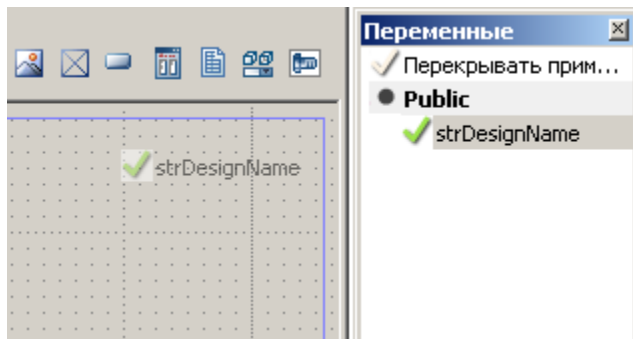 Переменные
Перекрывать прим...
Public
strDesignName
strDesignName